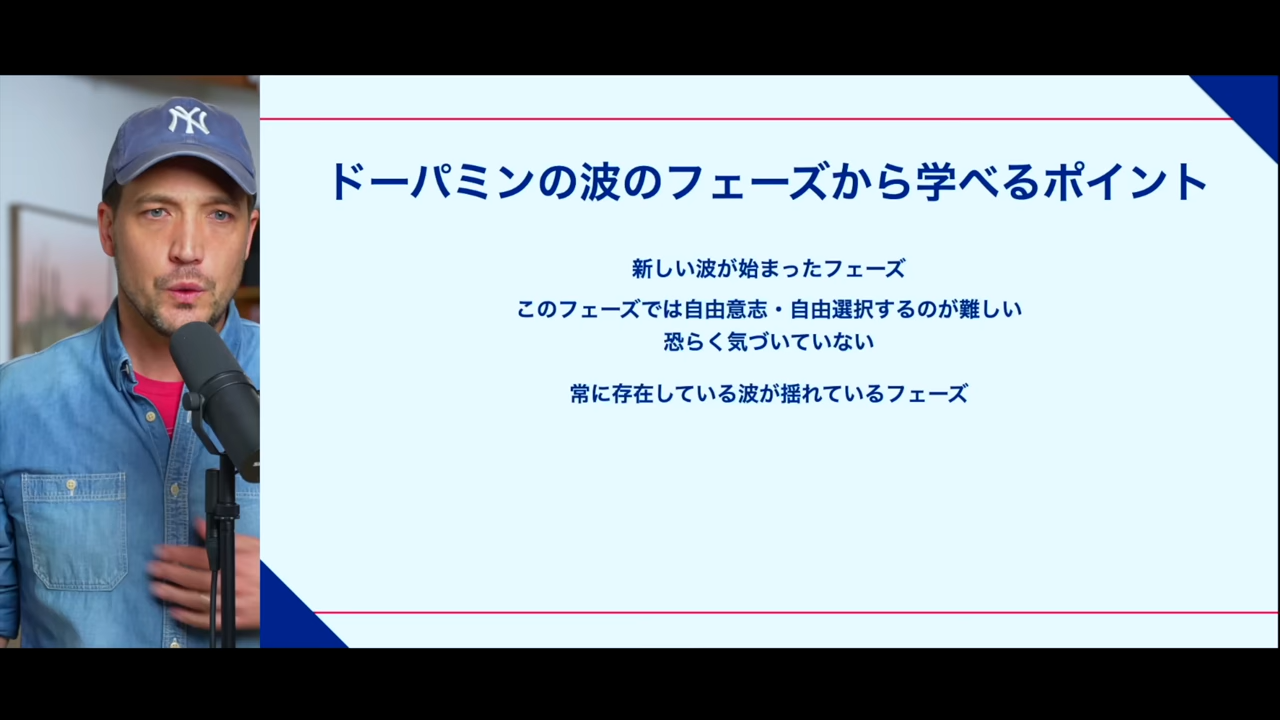 NY
ドーパミンの波のフェーズから学べるポイント
新しい波が始まったフェーズ
このフェーズでは自由意志・自由選択するのが難しい
恐らく気づいていない
常に存在している波が揺れているフェーズ